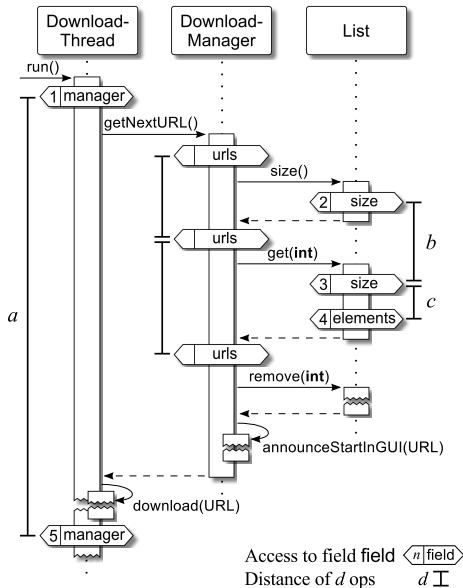 Download-
Thread
Download-
Manager
List
run()
1 manager
getNextURL()
urls
size()
2 size
urls
b
get(int)
3 size
c
a
4 elements
urls
remove(int)
announceStartInGUI(URL)
download(URL)
5 manager
Access to field field n field
Distance of d ops d